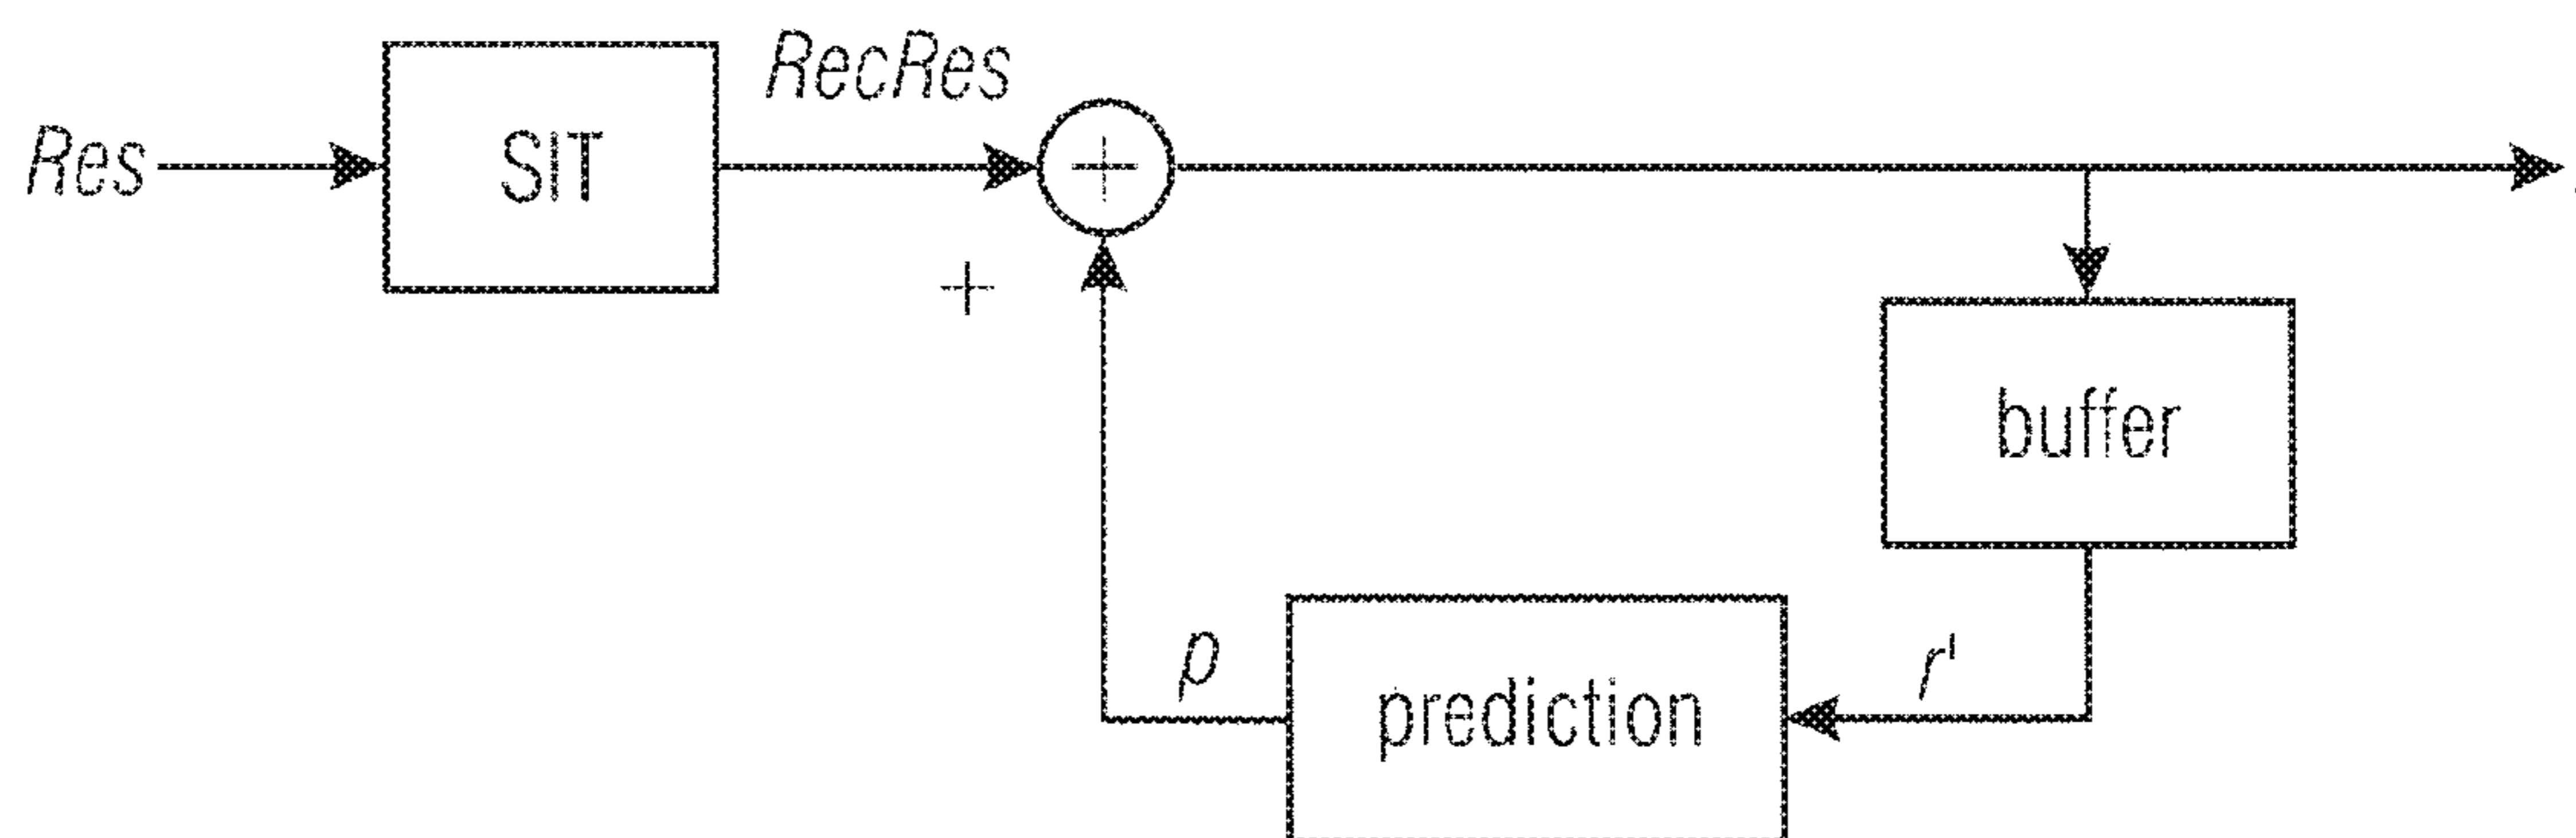 RecRes
Res
SIT
+
+
buffer
p
r'
prediction